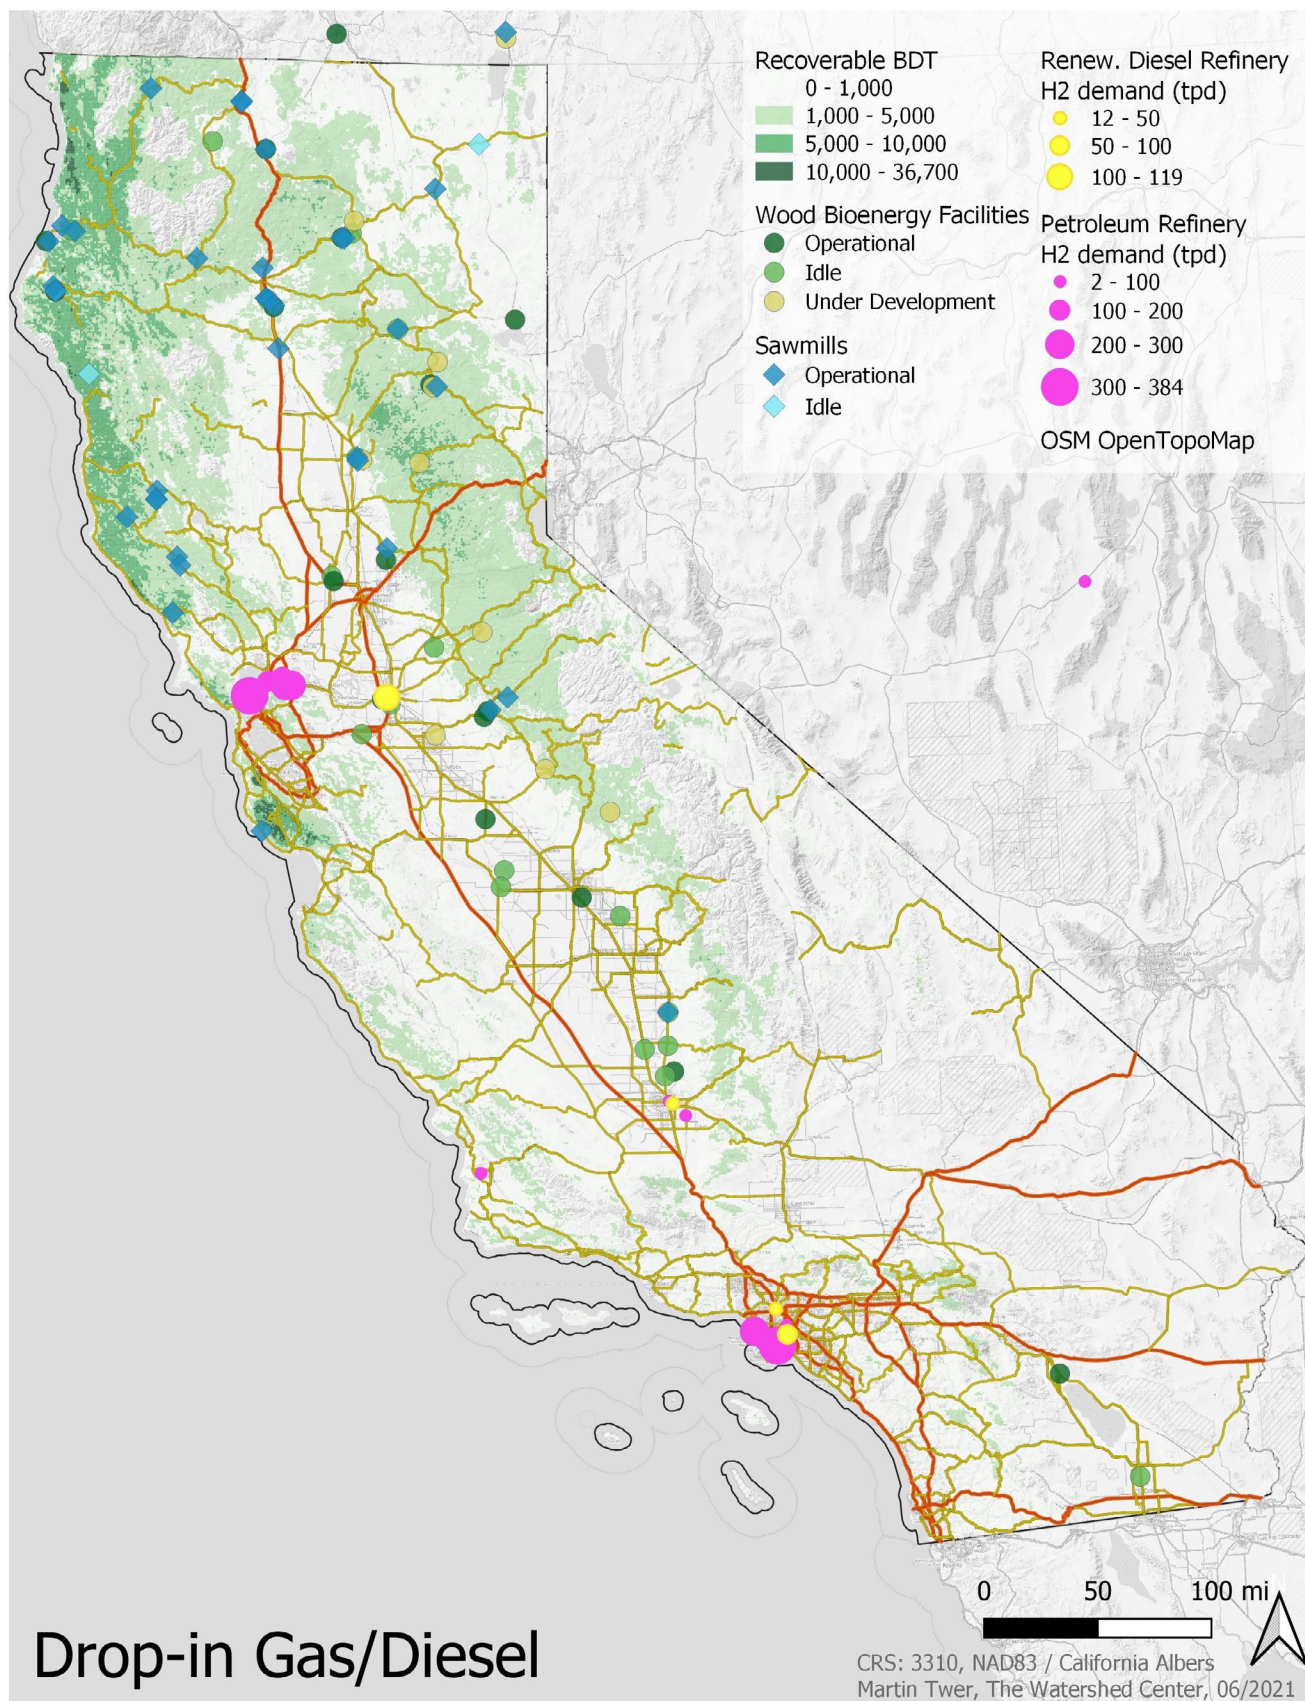 Recoverable BDT
0 - 1,000
1,000 - 5,000
5,000 - 10,000
10,000 - 36,700
Wood Bioenergy Facilities
Operational
Idle
Under Development
Sawmills
Operational
Idle
Renew. Diesel Refinery
H2 demand (tpd)
12 - 50
50 - 100
100 - 119
Petroleum Refinery
H2 demand (tpd)
2 - 100
100 - 200
200 - 300
300 - 384
OSM OpenTopoMap
0 50 100 mi
N
Drop-in Gas/Diesel
CRS: 3310, NAD83 / California Albers
Martin Twer, The Watershed Center, 06/2021